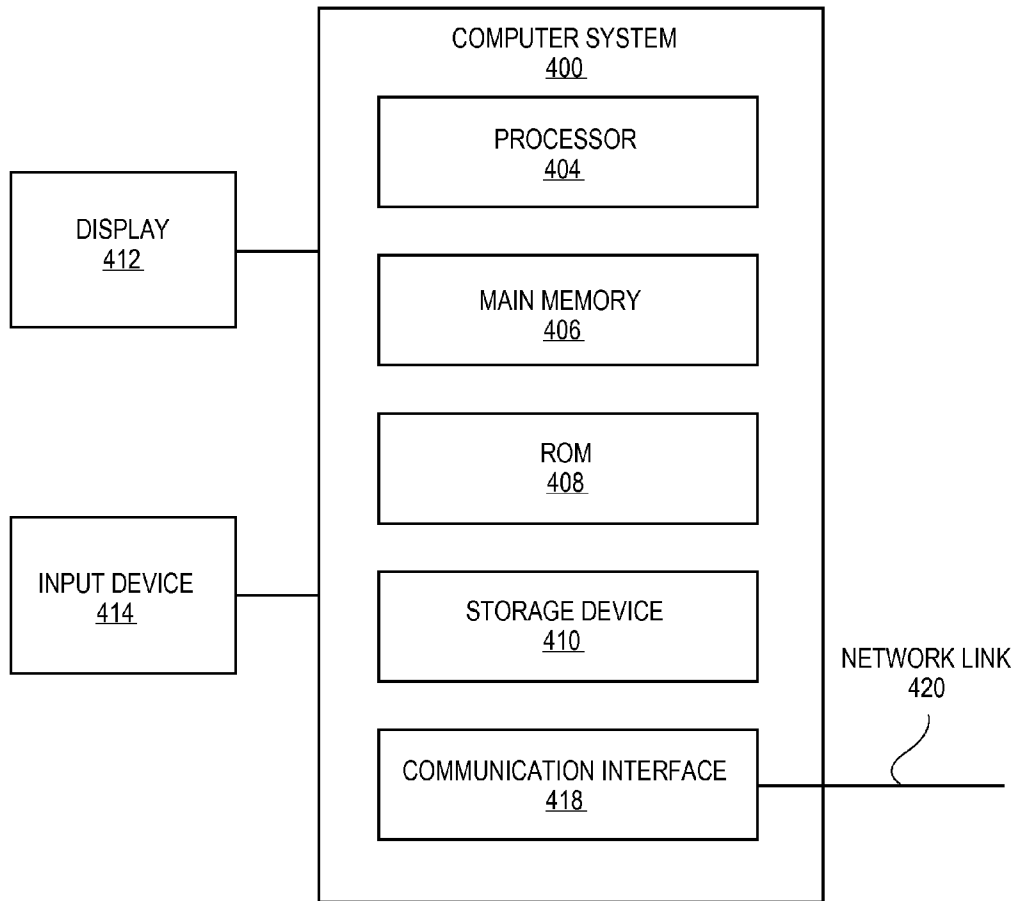 COMPUTER SYSTEM
400
PROCESSOR
404
DISPLAY
412
MAIN MEMORY
406
ROM
408
INPUT DEVICE
414
STORAGE DEVICE
410
NETWORK LINK
420
COMMUNICATION INTERFACE
418